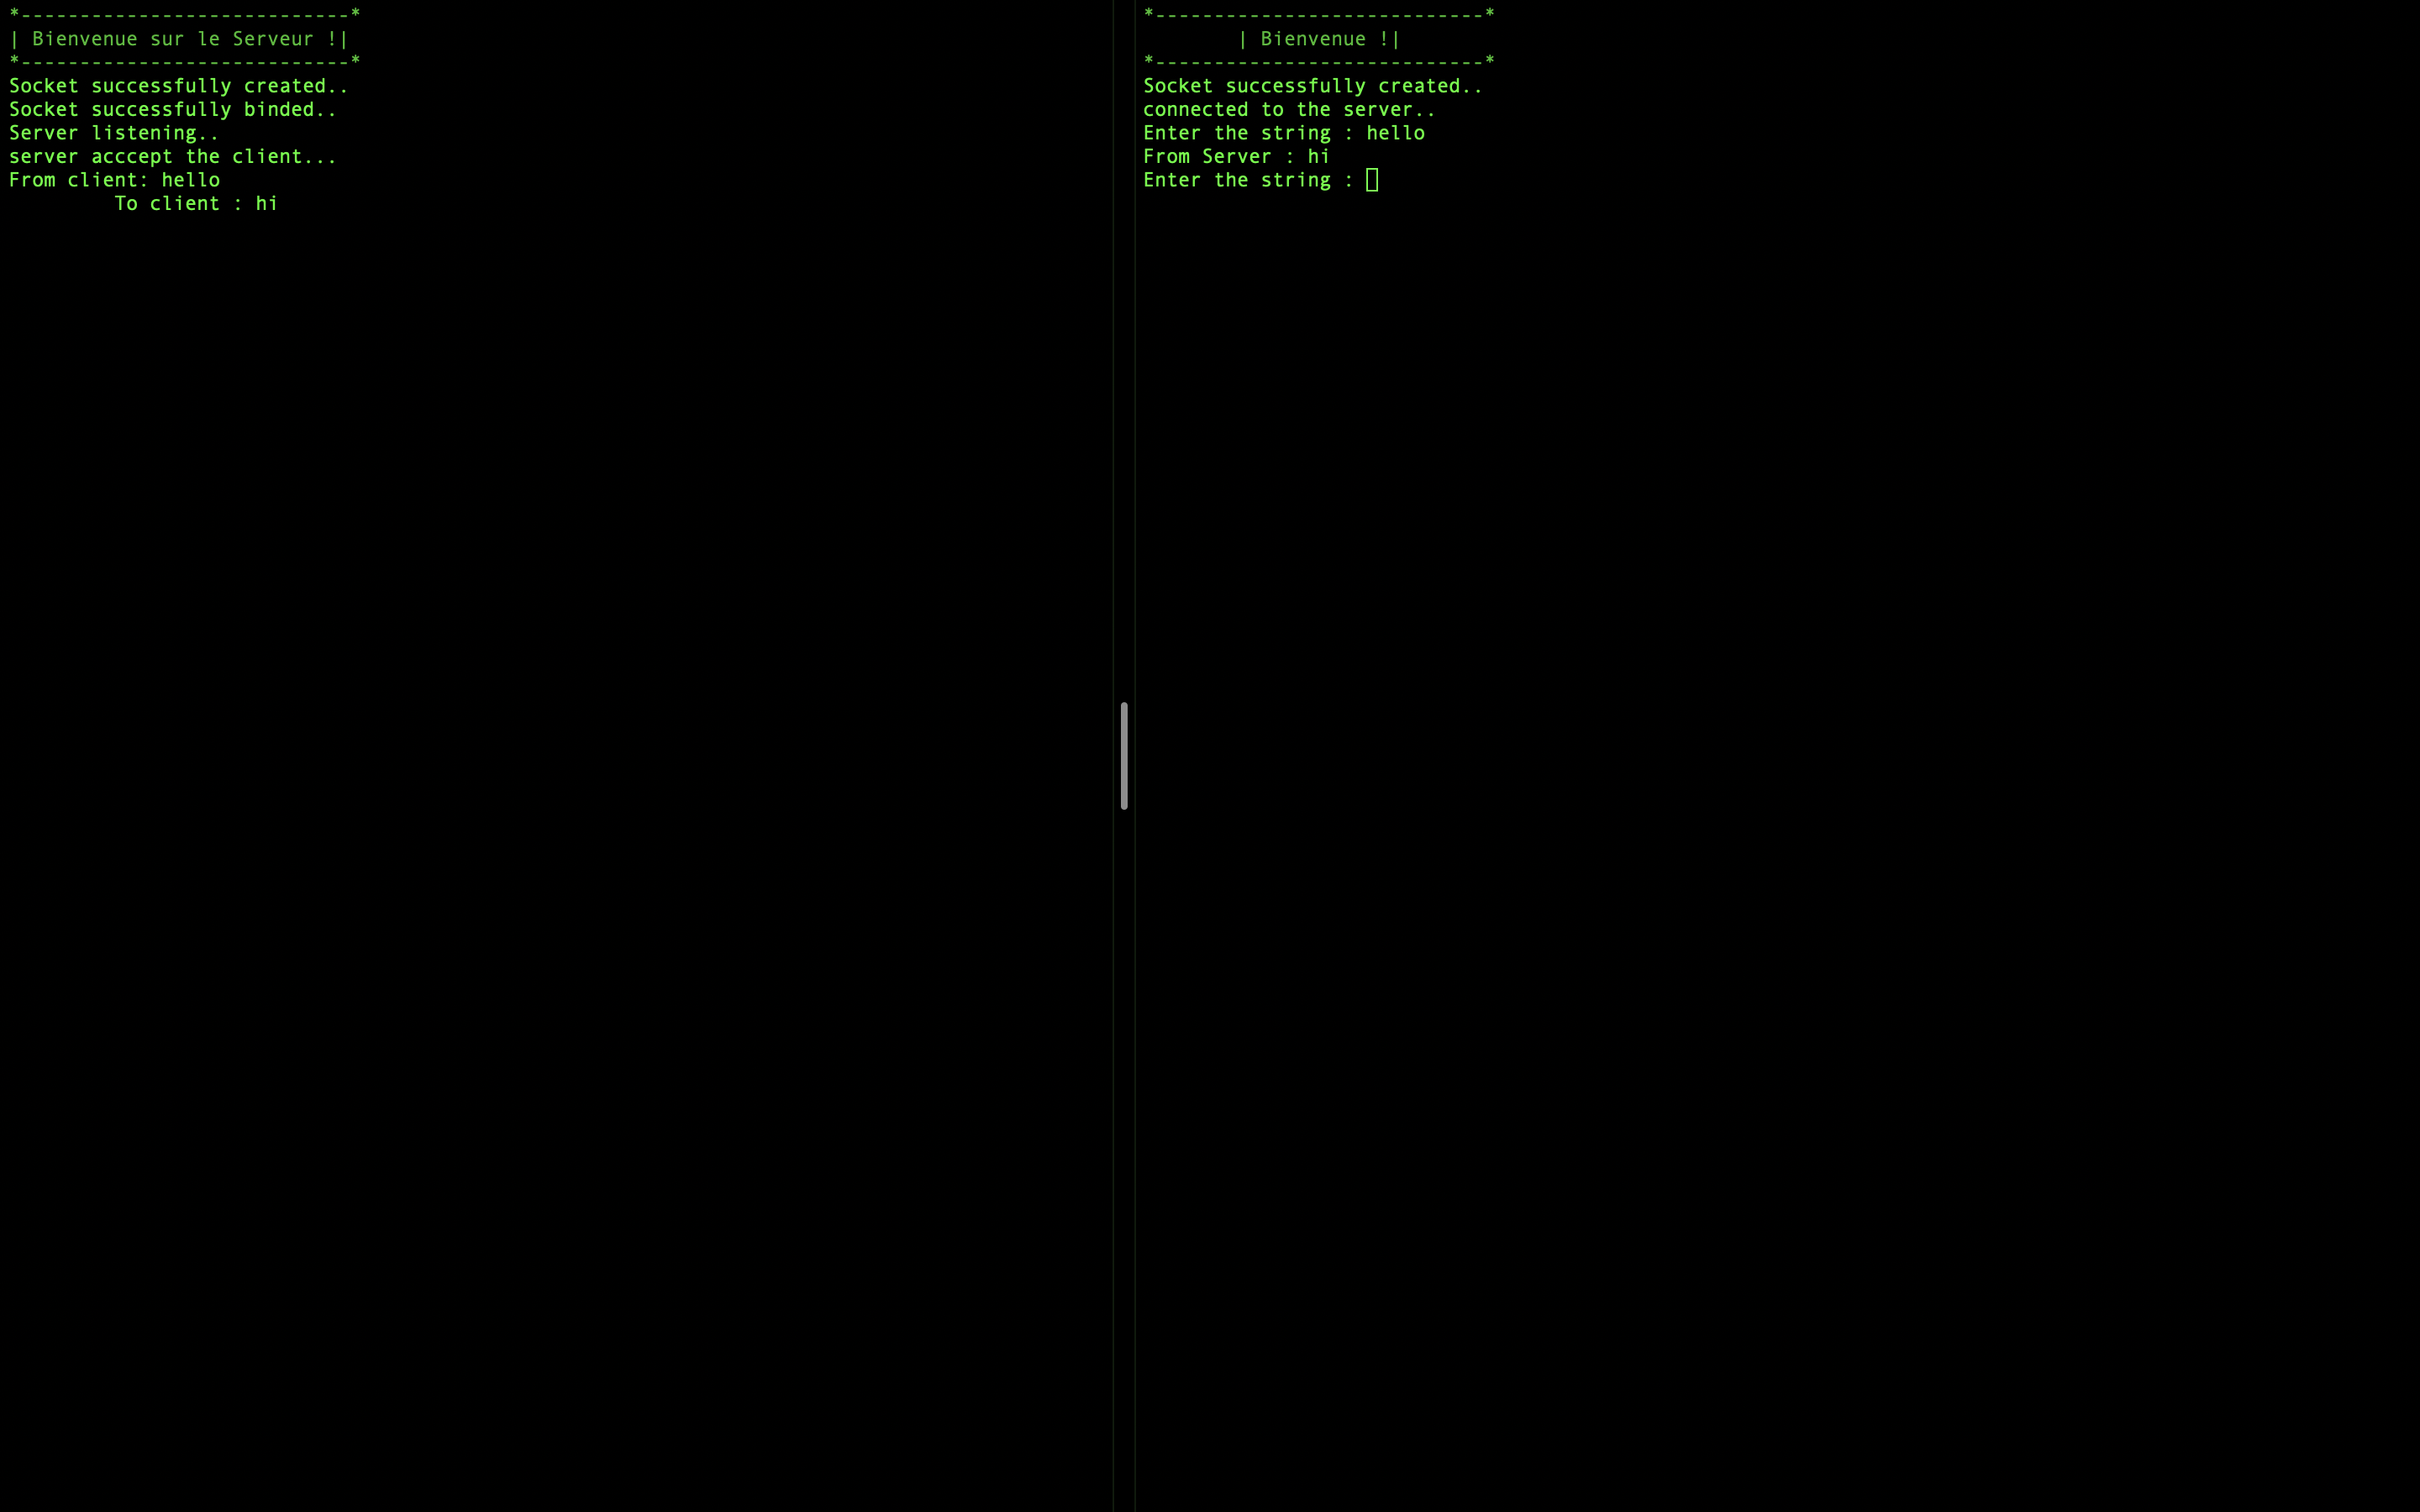 *----------------------------*
| Bienvenue sur le Serveur !|
*----------------------------*
Socket successfully created..
Socket successfully binded..
Server listening..
server acccept the client...
From client: hello
         To client : hi
*----------------------------*
        | Bienvenue !|
*----------------------------*
Socket successfully created..
connected to the server..
Enter the string : hello
From Server : hi
Enter the string :